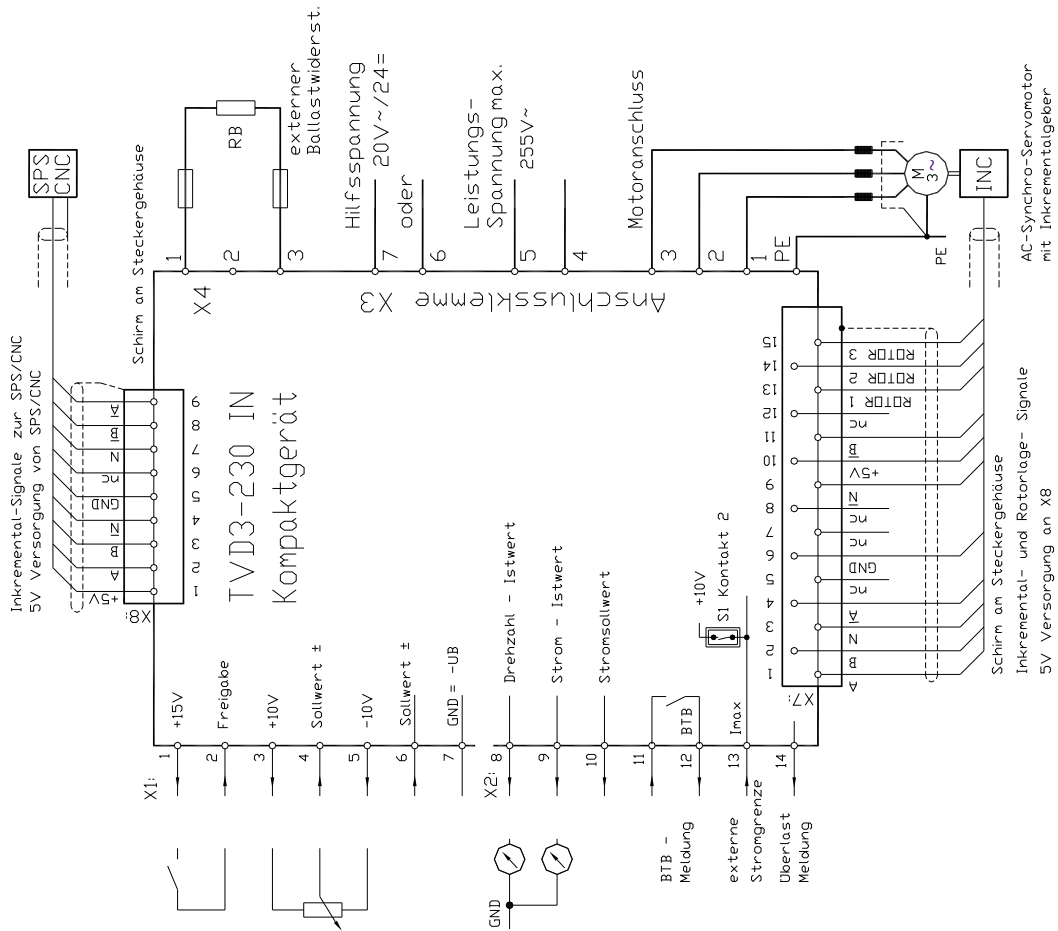 Inkremental-Signale zur SPS/CNC
5V Versorgung von SPS/CNC
SPS
CNC
Schirm am Steckergehäuse
X8:
+5V
A
B
N
GND
nc
N
B
A
1
2
3
4
5
6
7
8
9
TVD3-230 IN
Kompaktgerät
X4
1
2
3
RB
externer
Ballastwiderst.
Anschlussklemme X3
Hilfsspannung
20V~/24=
oder
7
6
Leistungs-
Spannung max.
255V~
5
4
Motoranschluss
3
2
1
PE
PE
M
3~
INC
AC-Synchro-Servomotor
mit Inkrementalgeber
X1:
1
2
3
4
5
6
7
+15V
Freigabe
+10V
Sollwert ±
-10V
Sollwert ±
GND = -UB
X2:
8
9
10
11
12
13
14
Drehzahl - Istwert
Strom - Istwert
Stromsollwert
BTB
Imax
+10V
S1 Kontakt 2
GND
BTB -
Meldung
externe
Stromgrenze
Überlast
Meldung
X7:
1
2
3
4
5
6
7
8
9
10
11
12
13
14
15
A
B
N
A
nc
GND
nc
nc
N
+5V
B
nc
ROTOR 1
ROTOR 2
ROTOR 3
Schirm am Steckergehäuse
Inkremental- und Rotorlage- Signale
5V Versorgung an X8